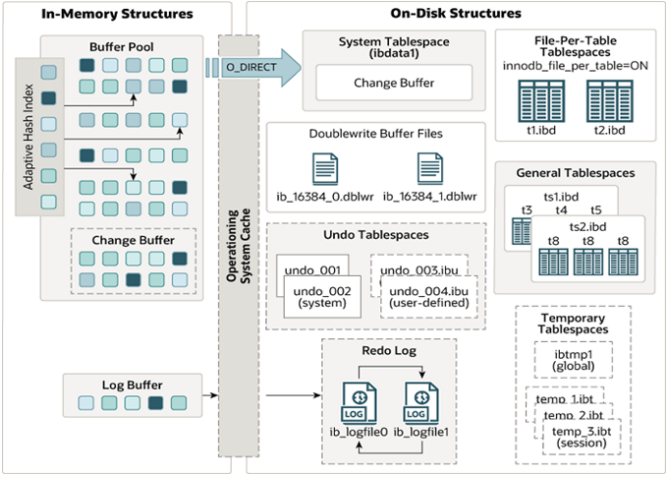 In-Memory Structures
On-Disk Structures
Buffer Pool
Adaptive Hash Index
Change Buffer
Log Buffer
Operationing
System Cache
O_DIRECT
System Tablespace
(ibdata1)
Change Buffer
File-Per-Table
Tablespaces
innodb_file_per_table=ON
t1.ibd
t2.ibd
Doublewrite Buffer Files
ib_16384_0.dblwr
ib_16384_1.dblwr
General Tablespaces
ts1.ibd
t3 t4 t5
ts2.ibd
t8 t8 t8
Undo Tablespaces
undo_001
undo_002
(system)
undo_003.ibu
undo_004.ibu
(user-defined)
Temporary
Tablespaces
ibtmp1
(global)
temp_1.ibt
temp_2.ibt
temp_3.ibt
(session)
Redo Log
LOG
LOG
ib_logfile0
ib_logfile1